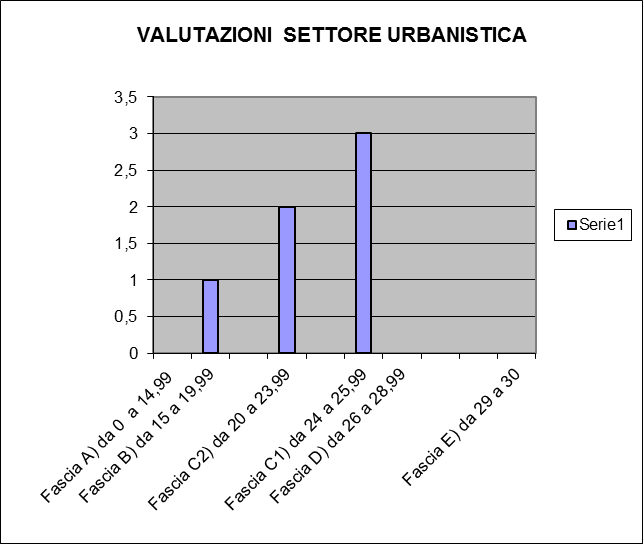 VALUTAZIONI  SETTORE URBANISTICA
3,5
3
2,5
2
1,5
1
0,5
0
Serie1
Fascia A) da 0  a 14,99
Fascia B) da 15 a 19,99
Fascia C2) da 20 a 23,99
Fascia C1) da 24 a 25,99
Fascia D) da 26 a 28,99
Fascia E) da 29 a 30